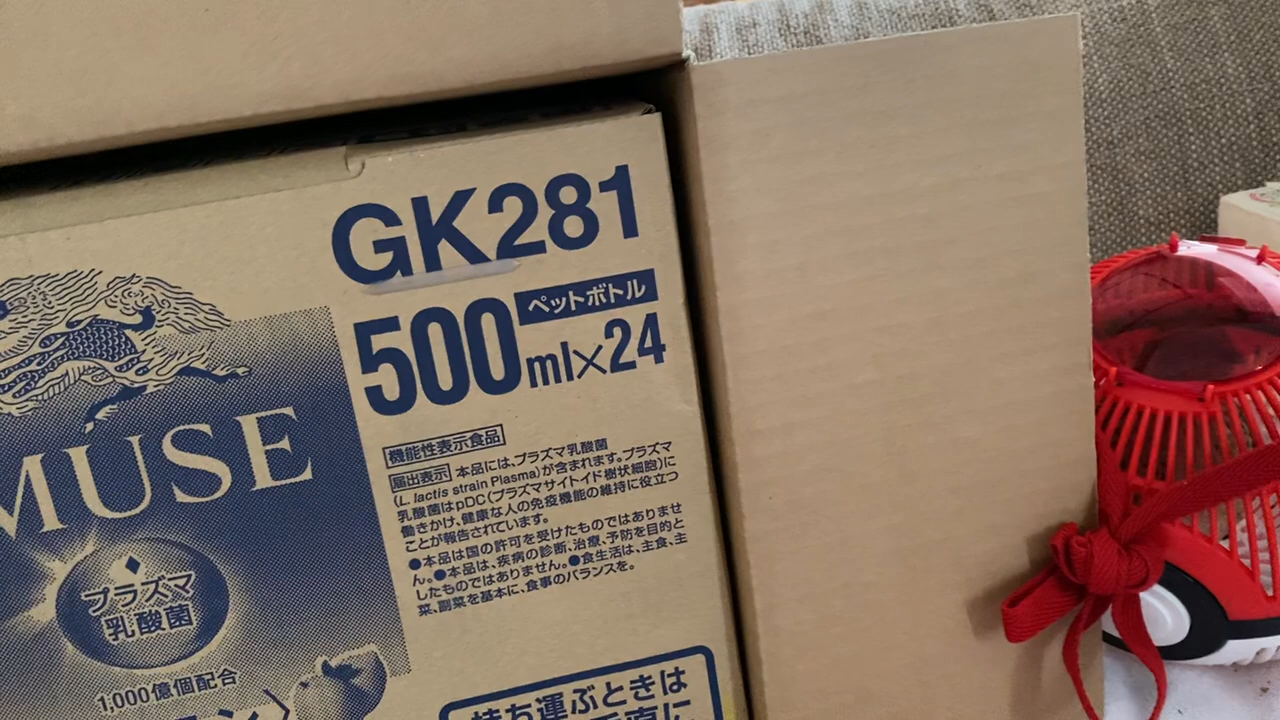 GK281
500ml×24
ペットボトル
MUSE
プラズマ
乳酸菌
1,000億個配合
機能性表示食品
届出表示 本品には、プラズマ乳酸菌
(L. lactis strain Plasma)が含まれます。プラズマ
乳酸菌はpDC(プラズマサイトイド樹状細胞)に
働きかけ、健康な人の免疫機能の維持に役立つ
ことが報告されています。
●本品は国の許可を受けたものではありませ
ん。●本品は、疾病の診断、治療、予防を目的と
したものではありません。●食生活は、主食、主
菜、副菜を基本に、食事のバランスを。
持ち運ぶときは